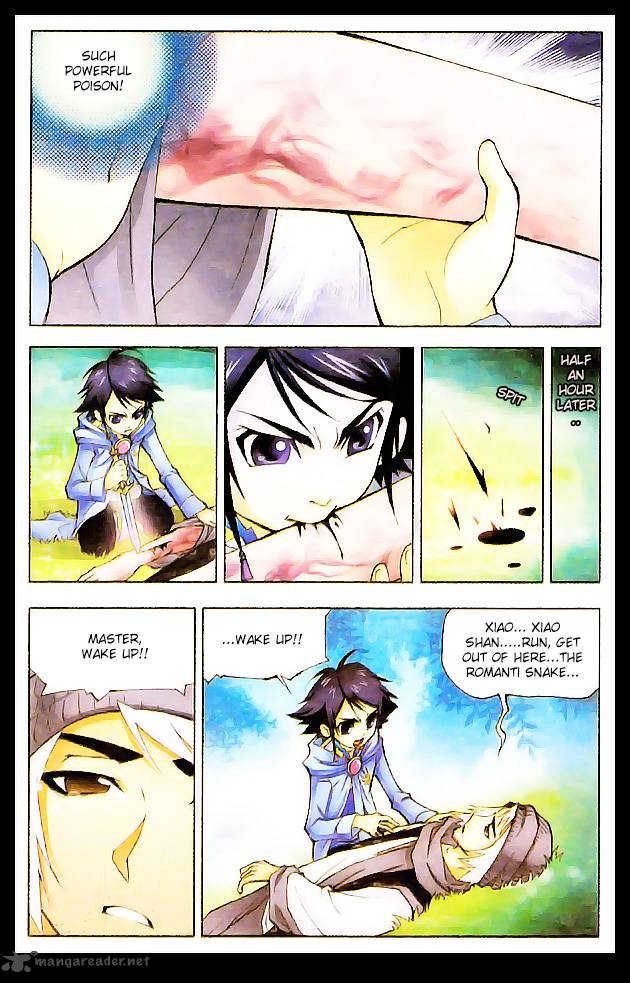 SUCH
POWERFUL
POISON!
SPIT
HALF
AN
HOUR
LATER
..
MASTER,
WAKE UP!!
...WAKE UP!!
XIAO... XIAO
SHAN.....RUN, GET
OUT OF HERE...THE
ROMANTI SNAKE...
mangareader.net